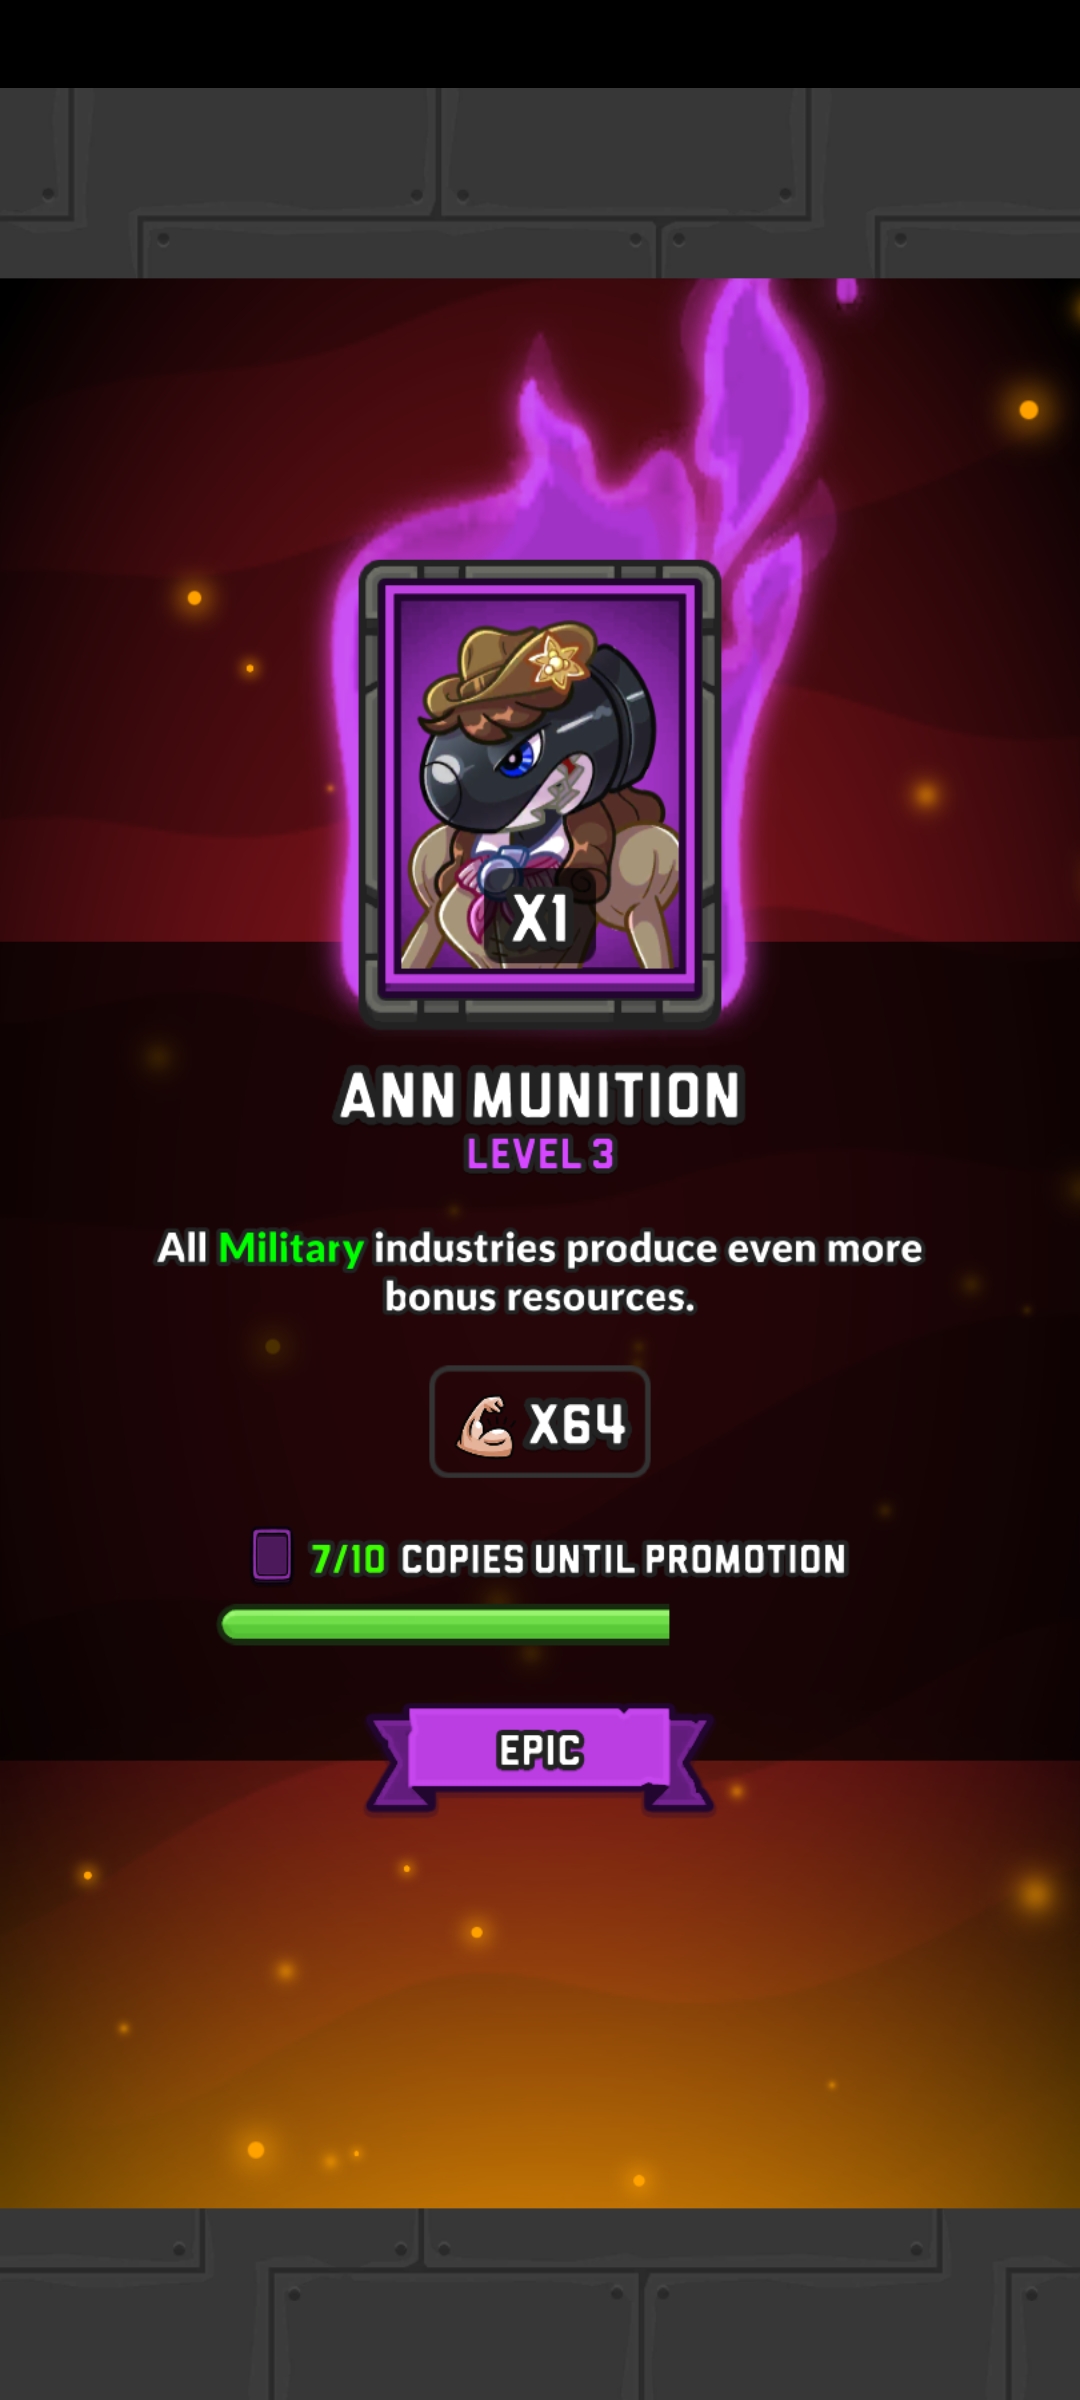 X1
ANN MUNITION
LEVEL 3
All Military industries produce even more
bonus resources.
X64
7/10 COPIES UNTIL PROMOTION
EPIC